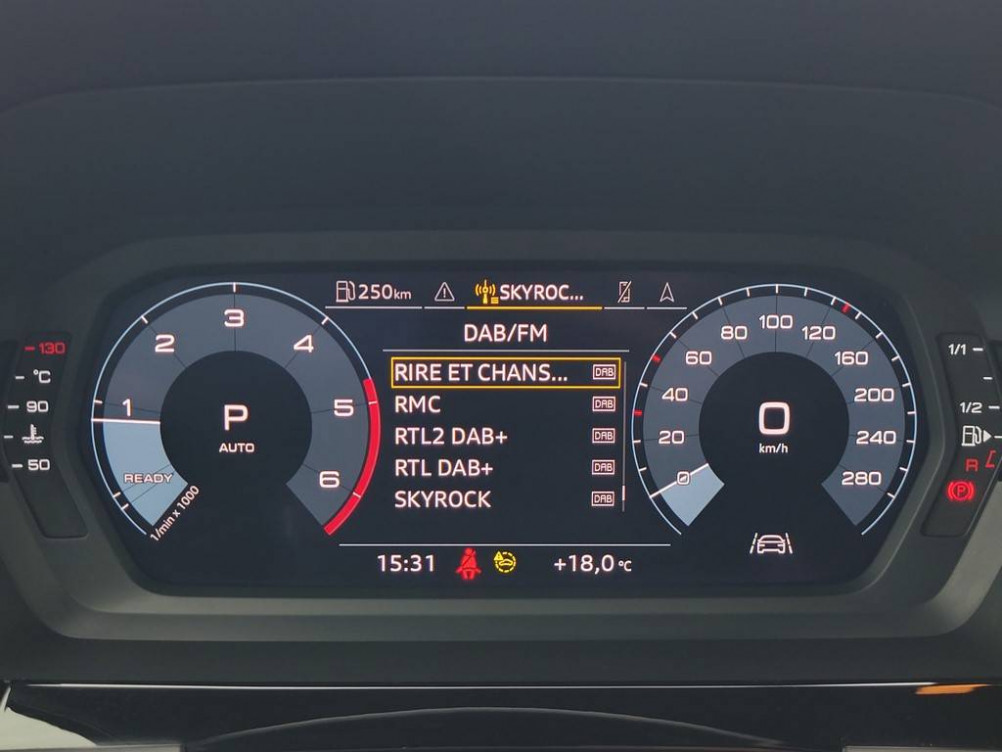 250 km
SKYROC...
DAB/FM
RIRE ET CHANS... DAB
RMC DAB
RTL2 DAB+ DAB
RTL DAB+ DAB
SKYROCK DAB
15:31
+18,0 °C
1
2
3
4
5
6
P
AUTO
READY
1/min x 1000
130
°C
90
50
0
20
40
60
80
100
120
160
200
240
280
0
km/h
1/1
1/2
R
(P)